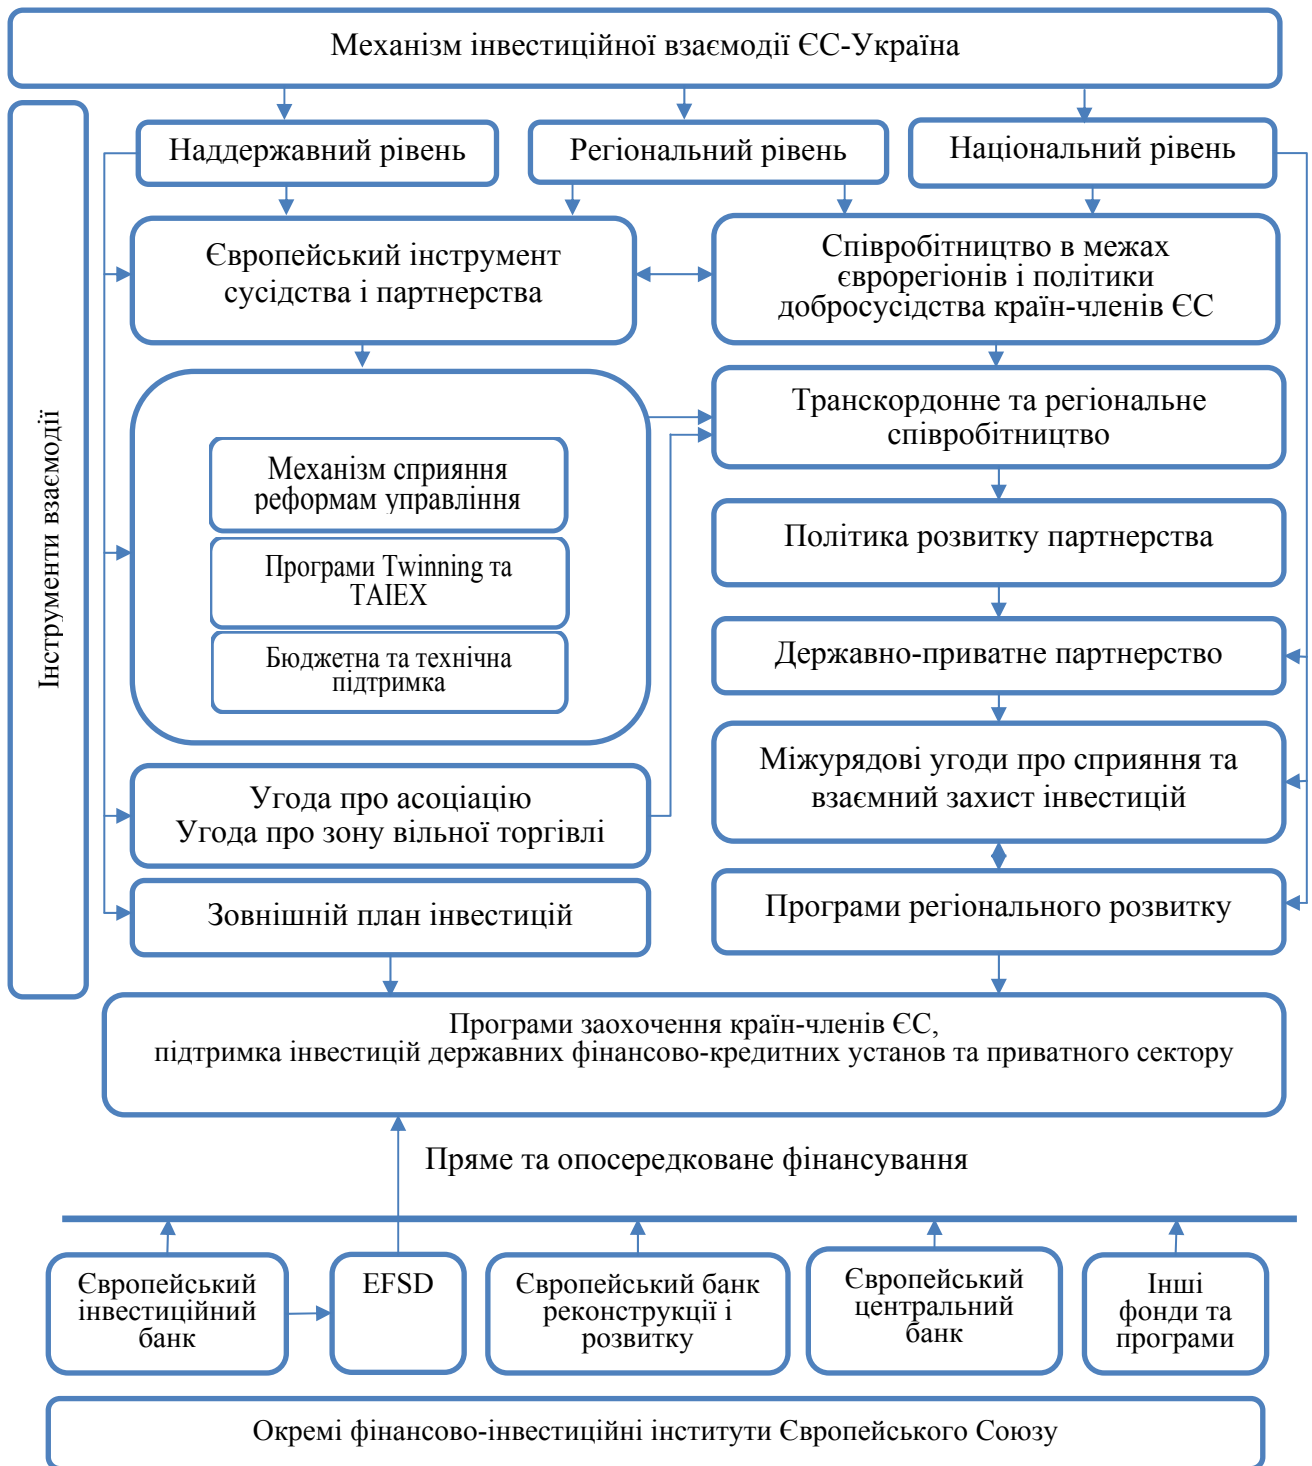 Механізм інвестиційної взаємодії ЄС-Україна
Інструменти взаємодії
Наддержавний рівень
Регіональний рівень
Національний рівень
Європейський інструмент
сусідства і партнерства
Співробітництво в межах
єврорегіонів і політики
добросусідства країн-членів ЄС
Механізм сприяння
реформам управління
Програми Twinning та
TAIEX
Бюджетна та технічна
підтримка
Транскордонне та регіональне
співробітництво
Політика розвитку партнерства
Державно-приватне партнерство
Міжурядові угоди про сприяння та
взаємний захист інвестицій
Угода про асоціацію
Угода про зону вільної торгівлі
Зовнішній план інвестицій
Програми регіонального розвитку
Програми заохочення країн-членів ЄС,
підтримка інвестицій державних фінансово-кредитних установ та приватного сектору
Пряме та опосередковане фінансування
Європейський
інвестиційний
банк
EFSD
Європейський банк
реконструкції і
розвитку
Європейський
центральний
банк
Інші
фонди та
програми
Окремі фінансово-інвестиційні інститути Європейського Союзу